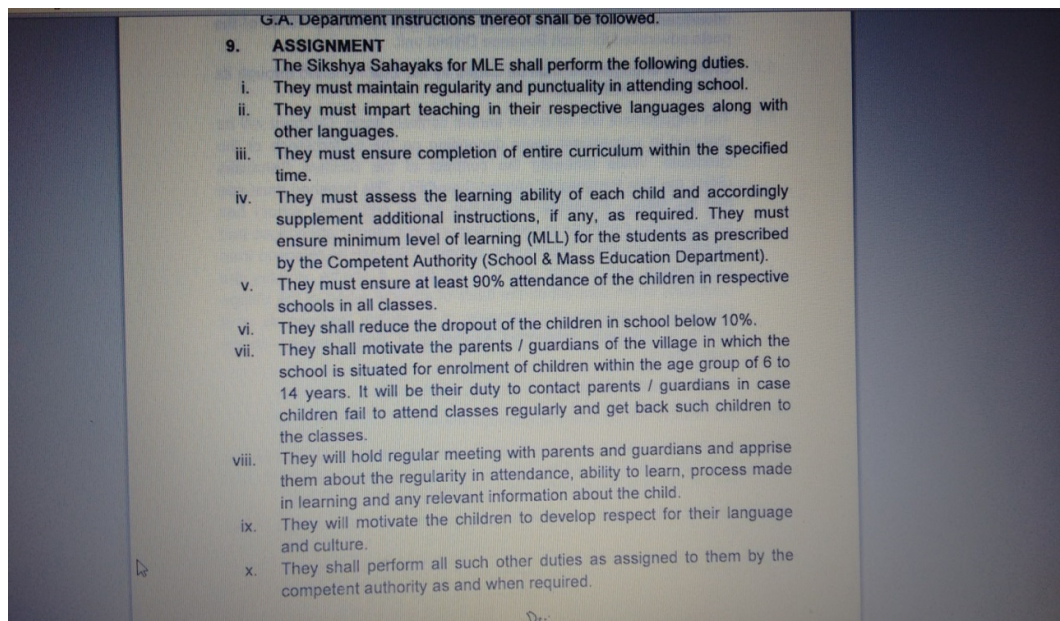 G.A. Department Instructions thereof shall be followed.
9. ASSIGNMENT
The Sikshya Sahayaks for MLE shall perform the following duties.
i. They must maintain regularity and punctuality in attending school.
ii. They must impart teaching in their respective languages along with
other languages.
iii. They must ensure completion of entire curriculum within the specified
time.
iv. They must assess the learning ability of each child and accordingly
supplement additional instructions, if any, as required. They must
ensure minimum level of learning (MLL) for the students as prescribed
by the Competent Authority (School & Mass Education Department).
v. They must ensure at least 90% attendance of the children in respective
schools in all classes.
vi. They shall reduce the dropout of the children in school below 10%.
vii. They shall motivate the parents / guardians of the village in which the
school is situated for enrolment of children within the age group of 6 to
14 years. It will be their duty to contact parents / guardians in case
children fail to attend classes regularly and get back such children to
the classes.
viii. They will hold regular meeting with parents and guardians and apprise
them about the regularity in attendance, ability to learn, process made
in learning and any relevant information about the child.
ix. They will motivate the children to develop respect for their language
and culture.
x. They shall perform all such other duties as assigned to them by the
competent authority as and when required.